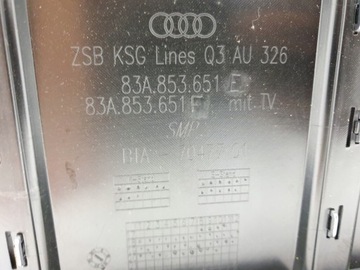 ZSB KSG Lines Q3 AU 326
83A.853.651 E
83A.853.651 F mit TV
SMP